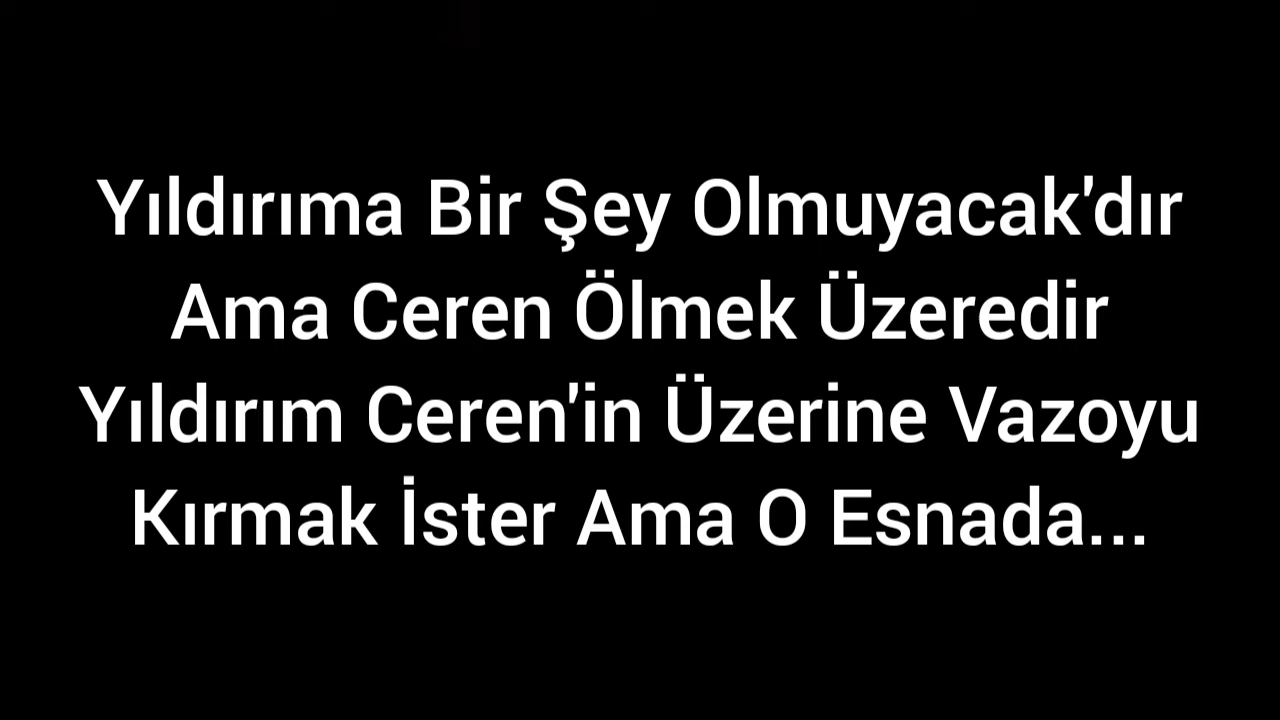 Yıldırıma Bir Şey Olmuyacak'dır
Ama Ceren Ölmek Üzeredir
Yıldırım Ceren'in Üzerine Vazoyu
Kırmak İster Ama O Esnada...